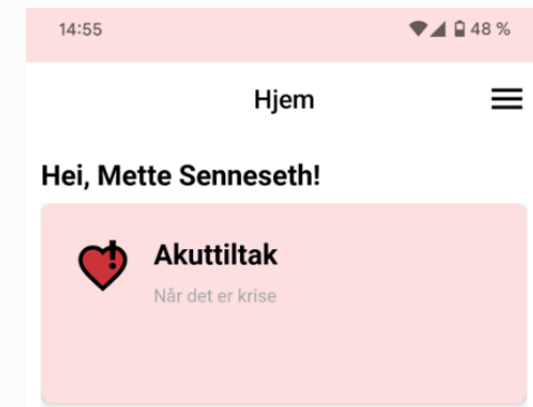 14:55 48 %
Hjem
Hei, Mette Senneseth!
Akuttiltak
Når det er krise